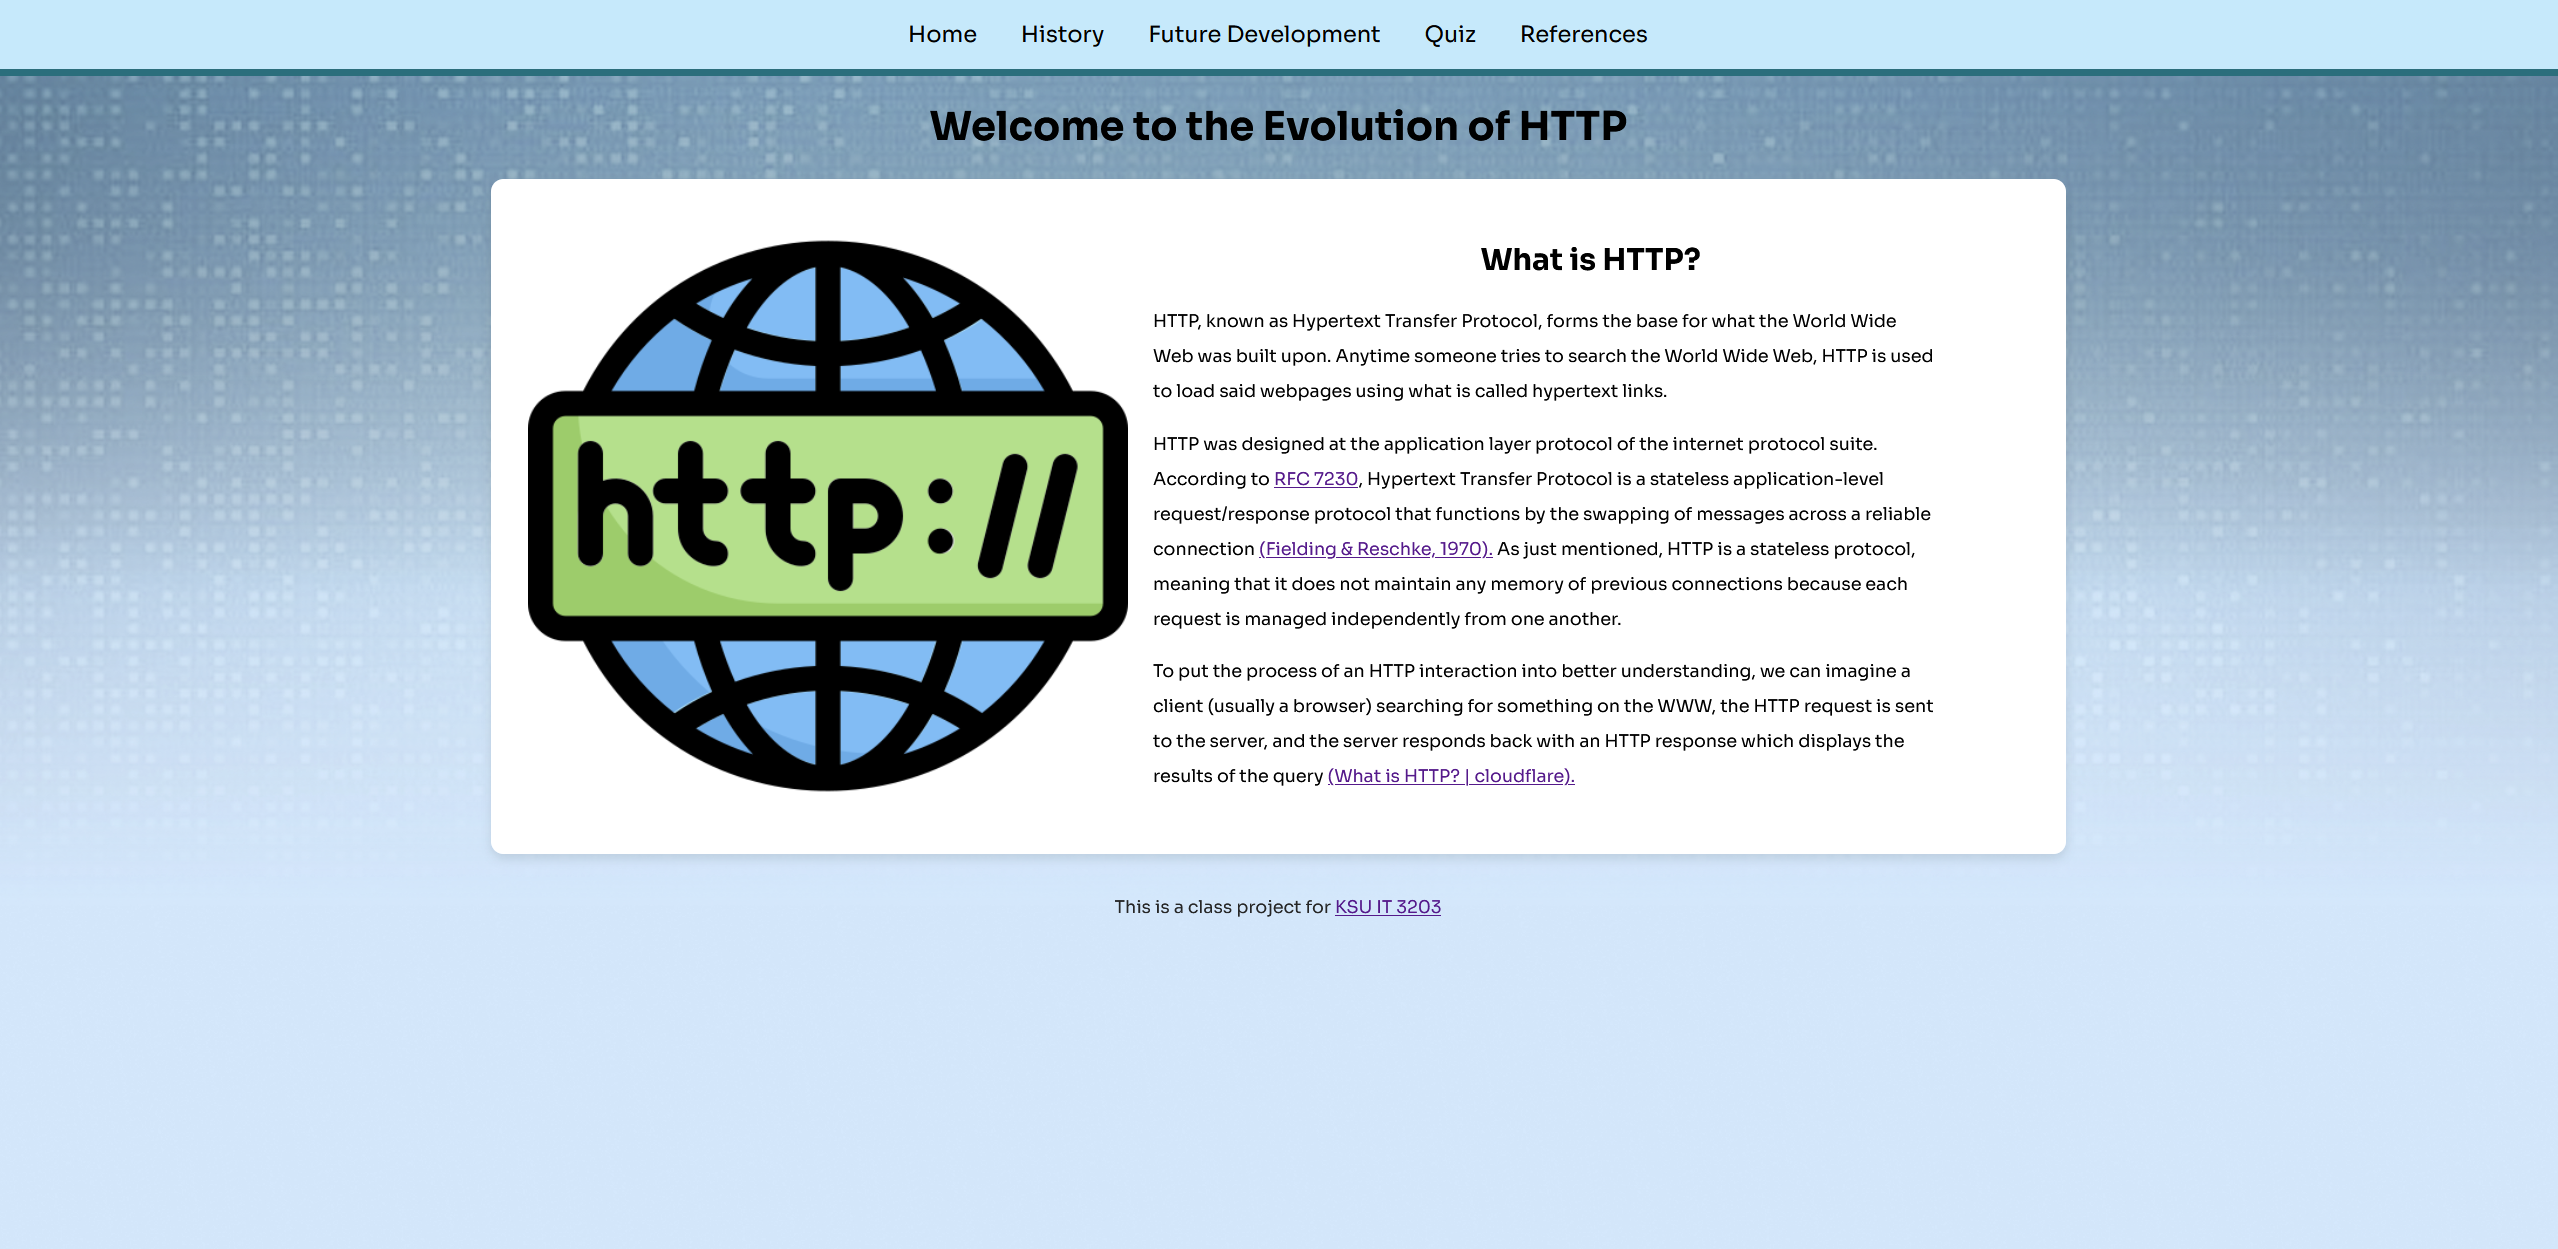 Home History Future Development Quiz References
Welcome to the Evolution of HTTP
http://
What is HTTP?
HTTP, known as Hypertext Transfer Protocol, forms the base for what the World Wide
Web was built upon. Anytime someone tries to search the World Wide Web, HTTP is used
to load said webpages using what is called hypertext links.
HTTP was designed at the application layer protocol of the internet protocol suite.
According to RFC 7230, Hypertext Transfer Protocol is a stateless application-level
request/response protocol that functions by the swapping of messages across a reliable
connection (Fielding & Reschke, 1970). As just mentioned, HTTP is a stateless protocol,
meaning that it does not maintain any memory of previous connections because each
request is managed independently from one another.
To put the process of an HTTP interaction into better understanding, we can imagine a
client (usually a browser) searching for something on the WWW, the HTTP request is sent
to the server, and the server responds back with an HTTP response which displays the
results of the query (What is HTTP? | cloudflare).
This is a class project for KSU IT 3203